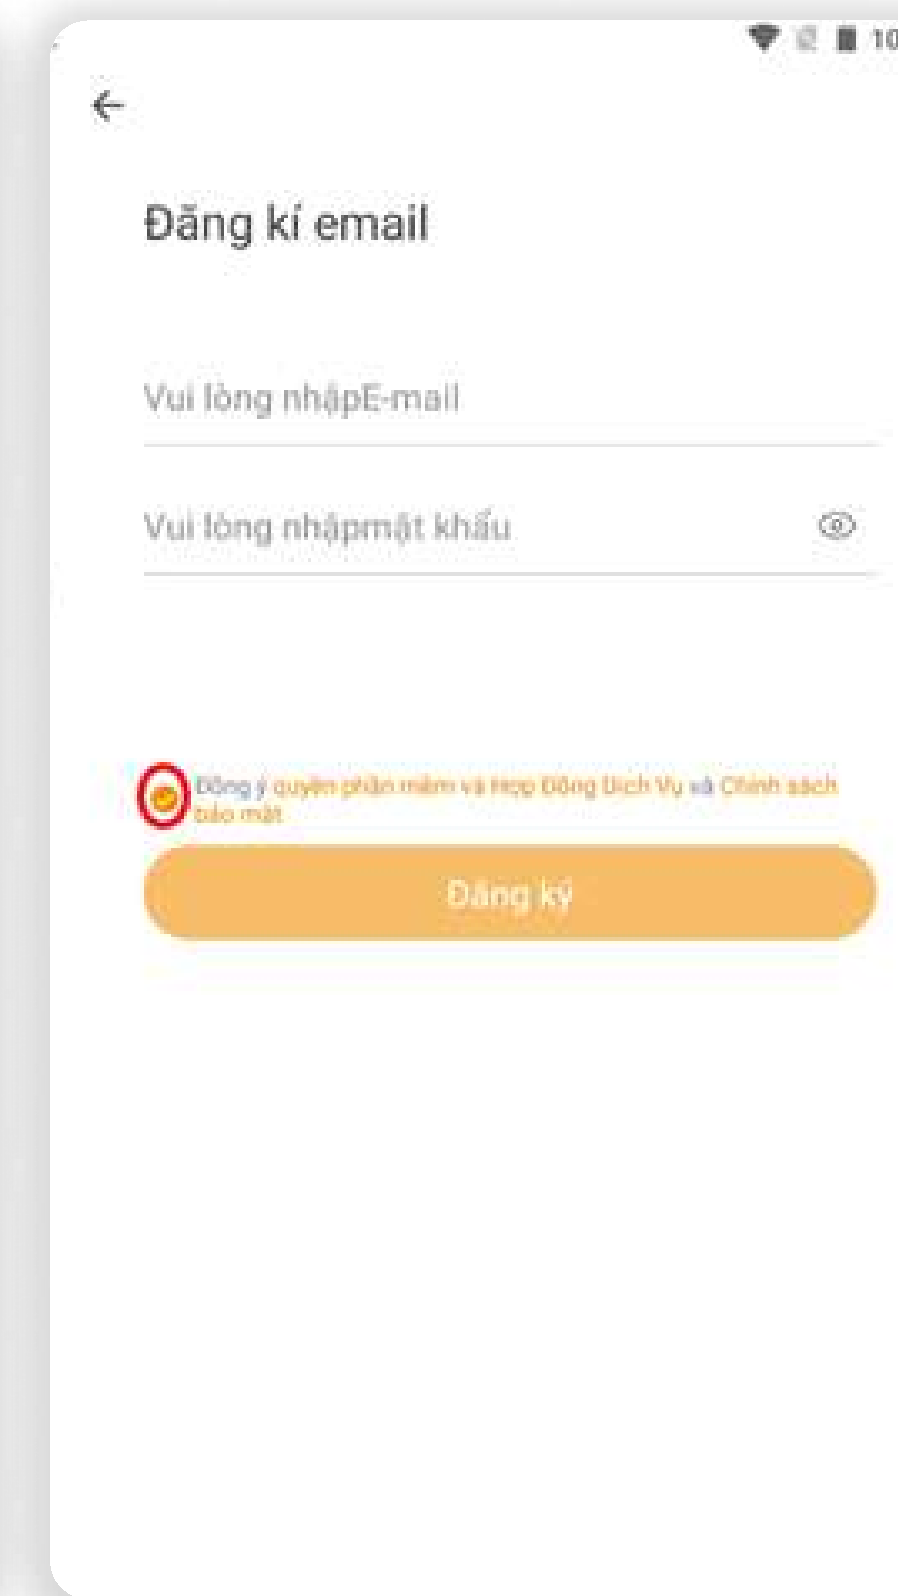 10
Đăng kí email
Vui lòng nhậpE-mail
Vui lòng nhậpmật khẩu
Đồng ý quyền phần mềm và Hợp Đồng Dịch Vụ và Chính sách
bảo mật
Đăng ký